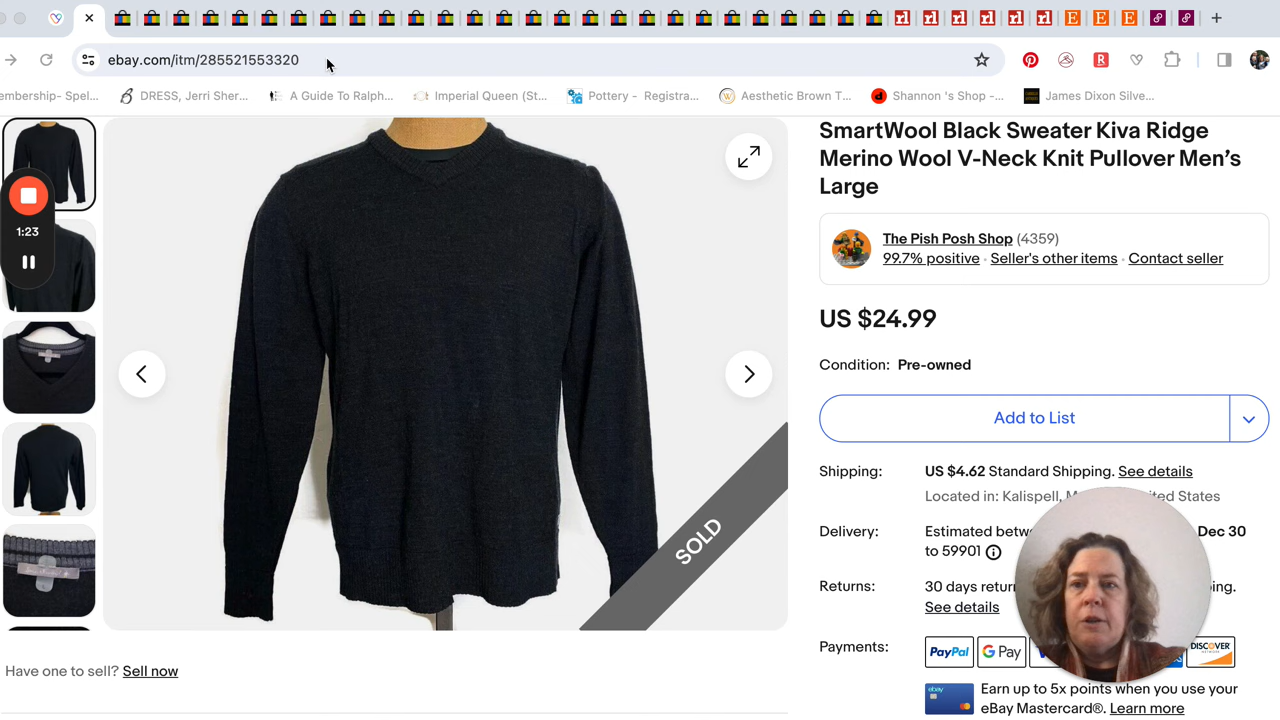 ebay.com/itm/285521553320
embership- Spel...
DRESS, Jerri Sher...
A Guide To Ralph...
Imperial Queen (St...
Pottery - Registra...
Aesthetic Brown T...
Shannon 's Shop -...
James Dixon Silve...
1:23
SOLD
Have one to sell? Sell now
SmartWool Black Sweater Kiva Ridge
Merino Wool V-Neck Knit Pullover Men's
Large
The Pish Posh Shop (4359)
99.7% positive · Seller's other items · Contact seller
US $24.99
Condition: Pre-owned
Add to List
Shipping: US $4.62 Standard Shipping. See details
Located in: Kalispell, States
Delivery: Estimated Dec 30
to 59901
Returns: 30 days
See details
Payments: PayPal G Pay DISCOVER
ebay
Earn up to 5x points when you use your
eBay Mastercard®. Learn more